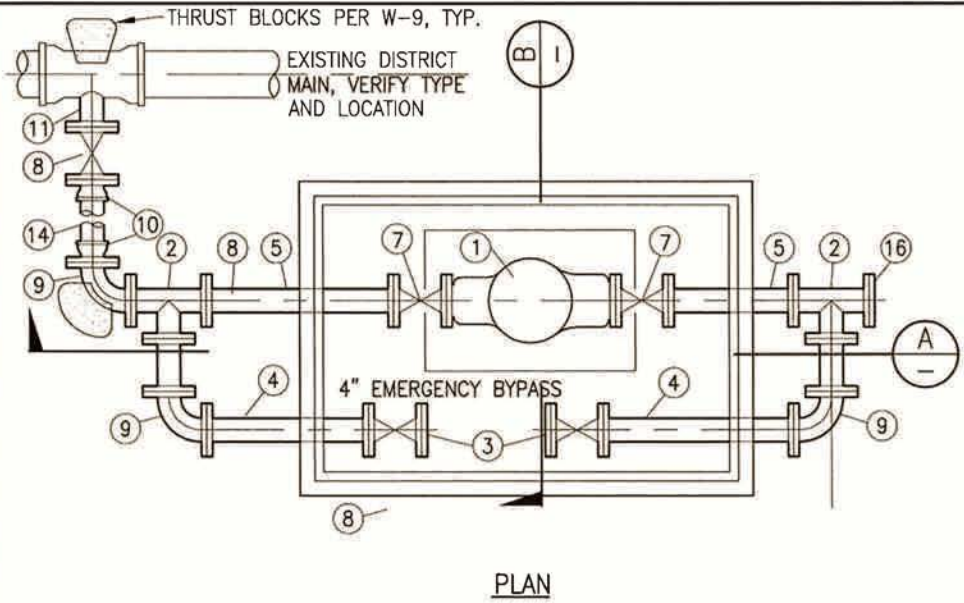 THRUST BLOCKS PER W-9, TYP.
EXISTING DISTRICT
MAIN, VERIFY TYPE
AND LOCATION
B
–
11
8
14
10
9
2
8
5
7
1
7
5
2
16
A
–
4" EMERGENCY BYPASS
9
4
3
4
9
8
PLAN